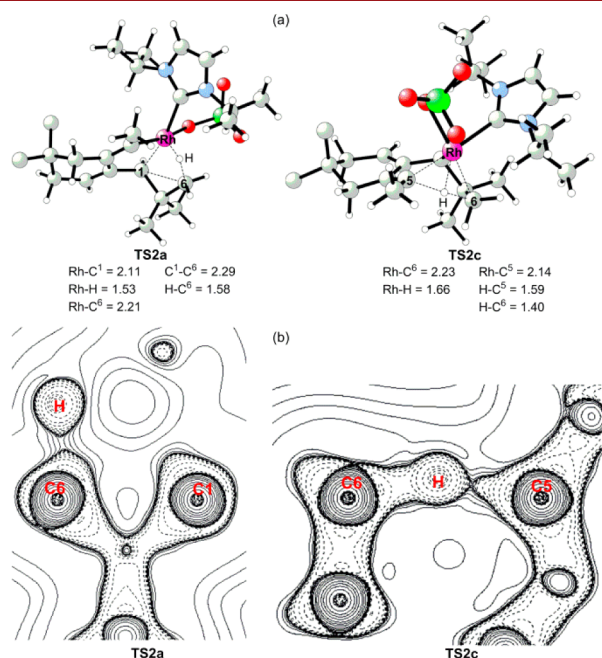 (a)
Rh
H
1
6
Rh
5
H
6
TS2a
TS2c
Rh-C¹ = 2.11 C¹-C⁶ = 2.29
Rh-H = 1.53 H-C⁶ = 1.58
Rh-C⁶ = 2.21
Rh-C⁶ = 2.23 Rh-C⁵ = 2.14
Rh-H = 1.66 H-C⁵ = 1.59
H-C⁶ = 1.40
(b)
H
C6
C1
C6
H
C5
TS2a
TS2c